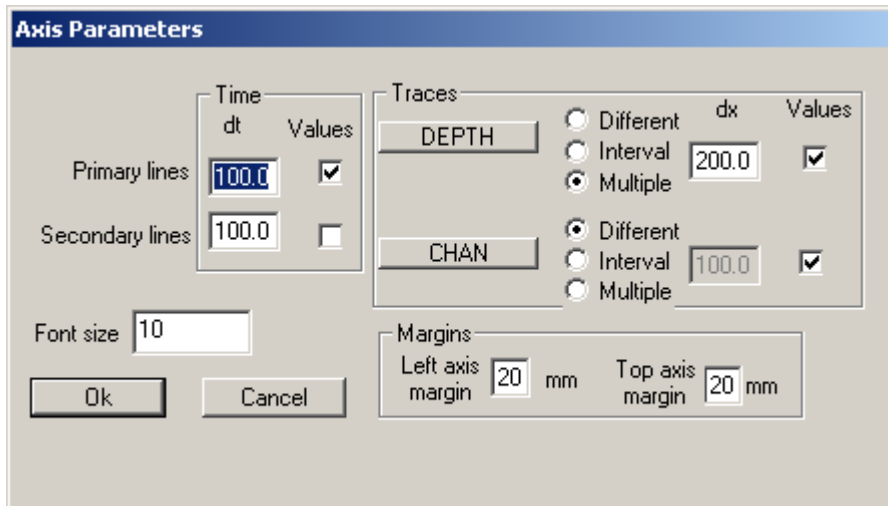 Axis Parameters
Time
dt Values
Primary lines 100.0
Secondary lines 100.0
Traces
dx Values
DEPTH
Different
Interval 200.0
Multiple
CHAN
Different
Interval 100.0
Multiple
Font size 10
Ok Cancel
Margins
Left axis margin 20 mm
Top axis margin 20 mm